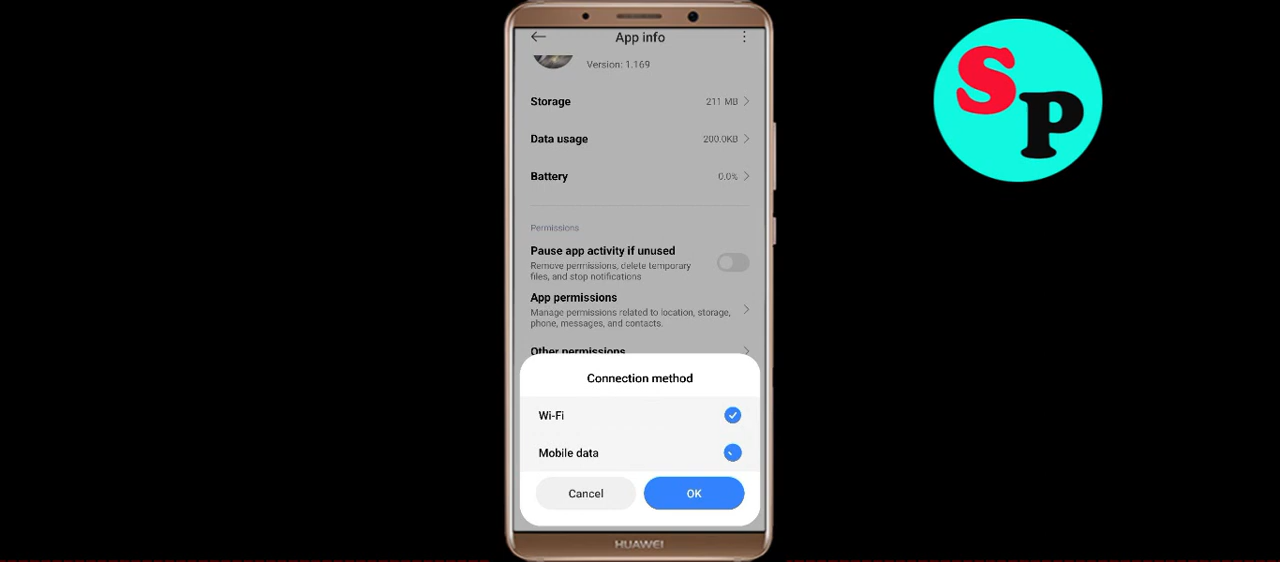 App info
Version: 1.169
Storage
211 MB
Data usage
200.0KB
Battery
0.0%
Permissions
Pause app activity if unused
Remove permissions, delete temporary
files, and stop notifications
App permissions
Manage permissions related to location, storage,
phone, messages, and contacts.
Other permissions
Connection method
Wi-Fi
Mobile data
Cancel
OK
HUAWEI
SP